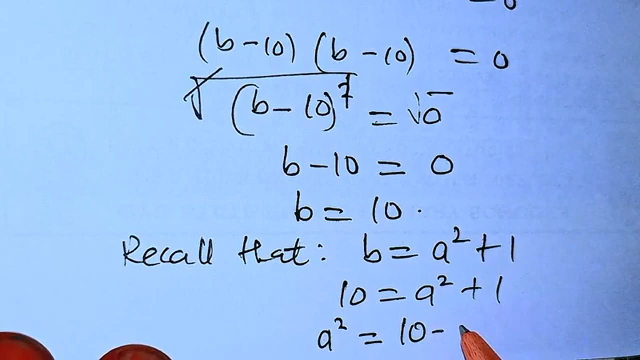 (b-10) (b-10) = 0
√(b-10)² = √0
b-10 = 0
b = 10.
Recall that: b = a² + 1
10 = a² + 1
a² = 10 -